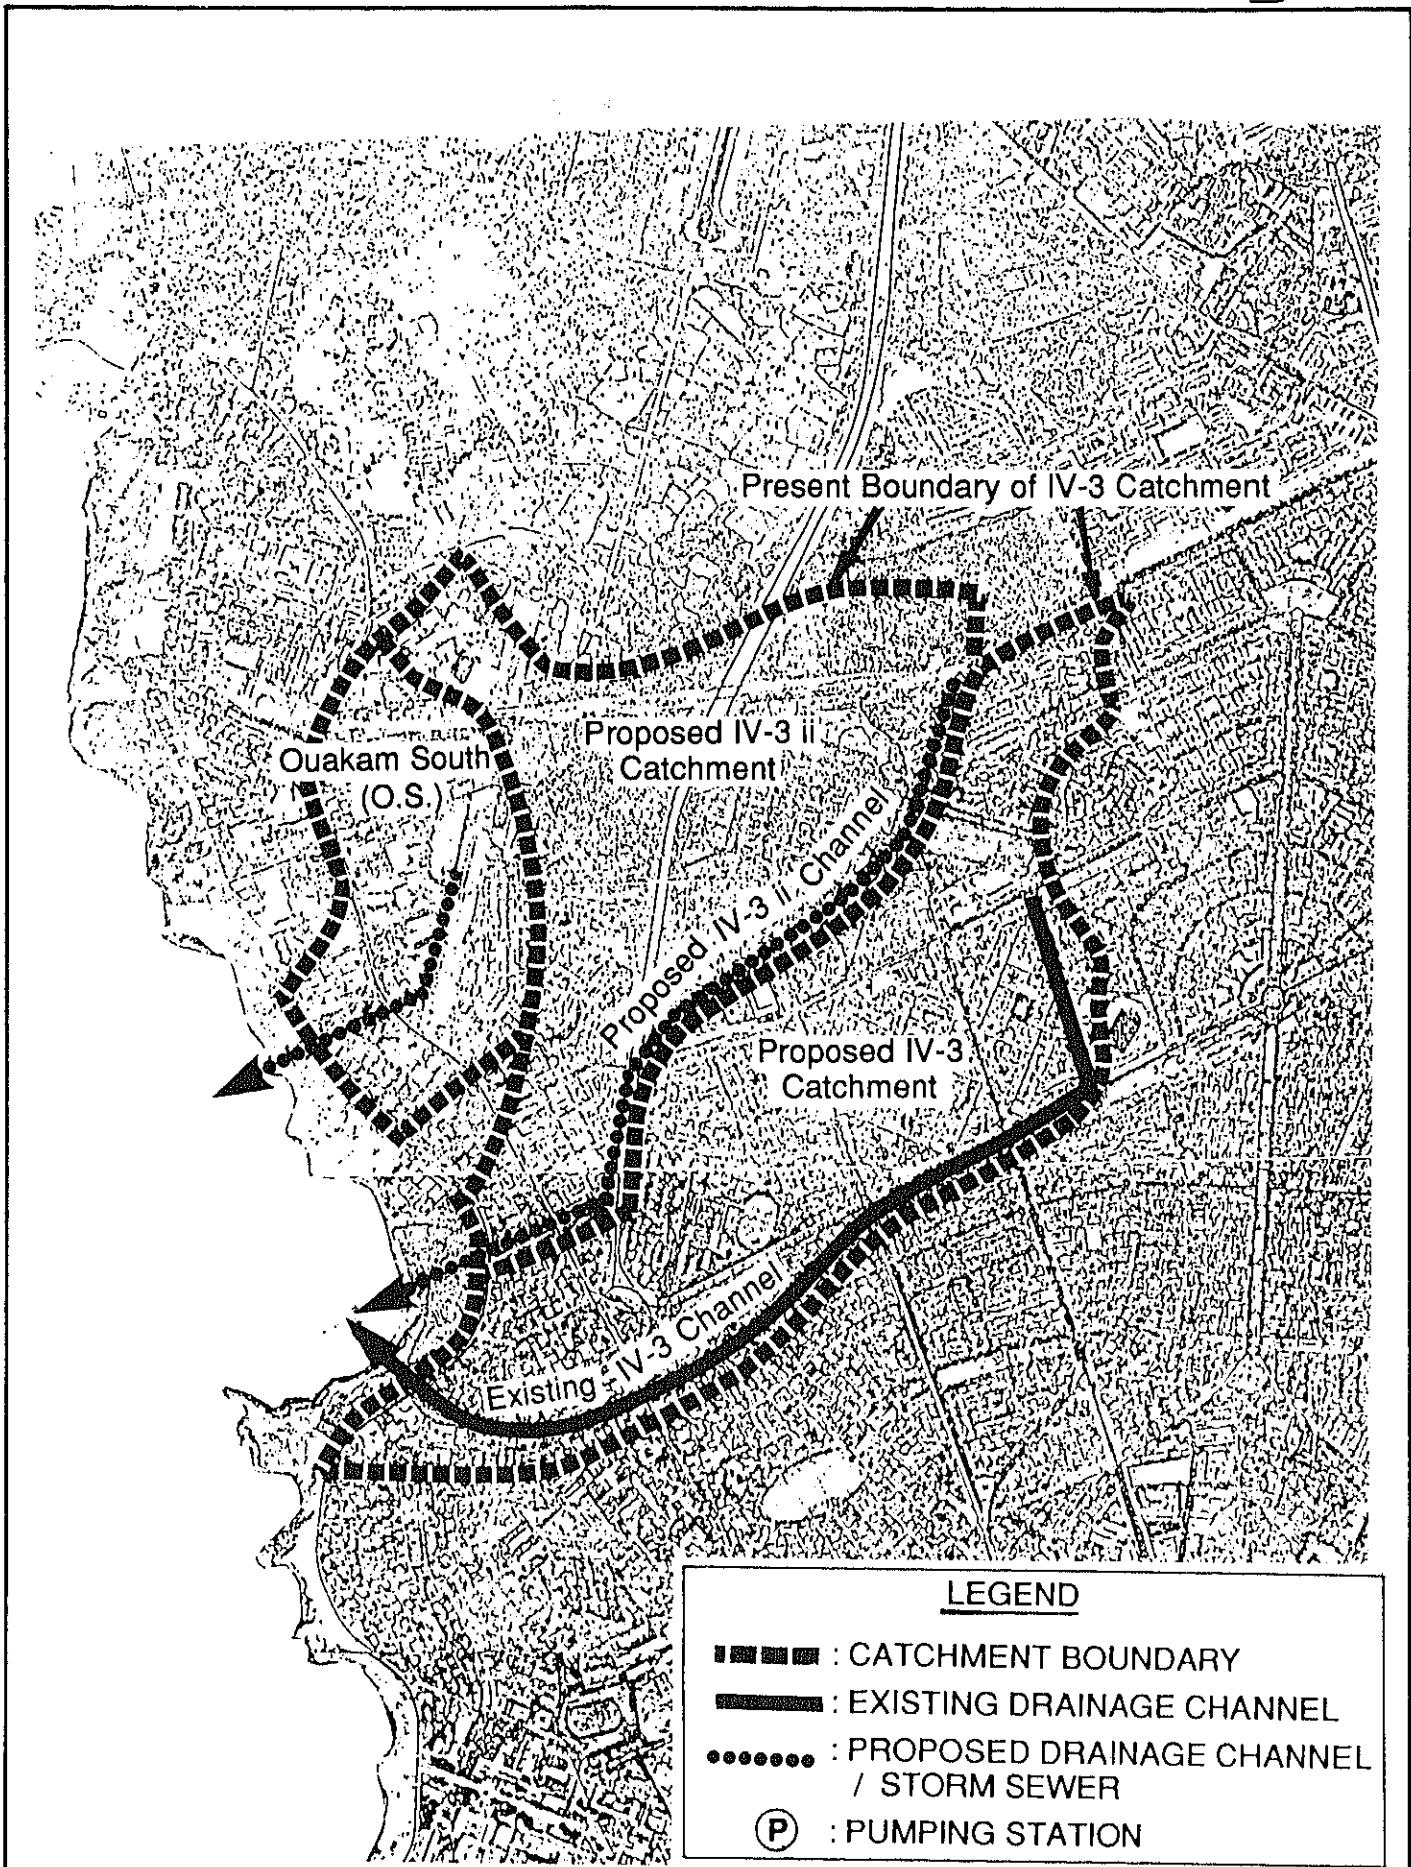 Present Boundary of IV-3 Catchment
Proposed IV-3 ii
Catchment
Ouakam South
(O.S.)
Proposed IV-3 ii Channel
Proposed IV-3
Catchment
Existing IV-3 Channel
LEGEND
: CATCHMENT BOUNDARY
: EXISTING DRAINAGE CHANNEL
: PROPOSED DRAINAGE CHANNEL
/ STORM SEWER
P : PUMPING STATION